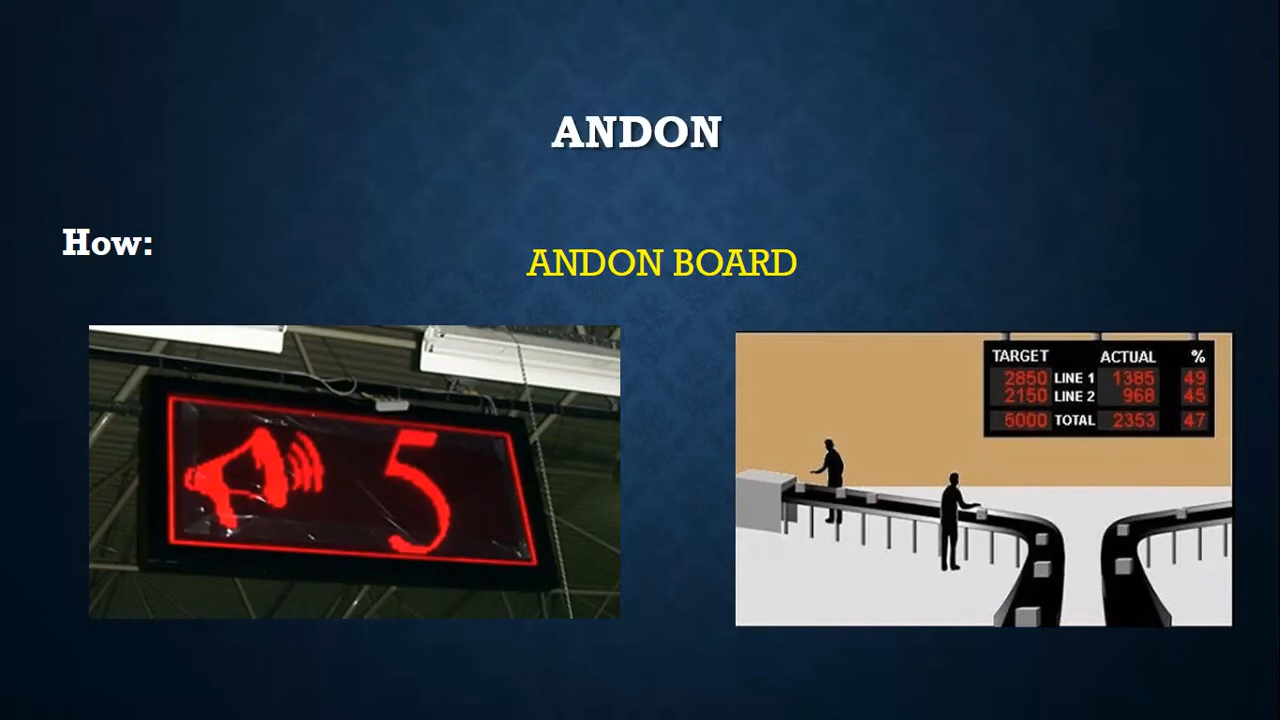 ANDON
How:
ANDON BOARD
5
TARGET ACTUAL %
2850 LINE 1 1385 49
2150 LINE 2 968 45
5000 TOTAL 2353 47